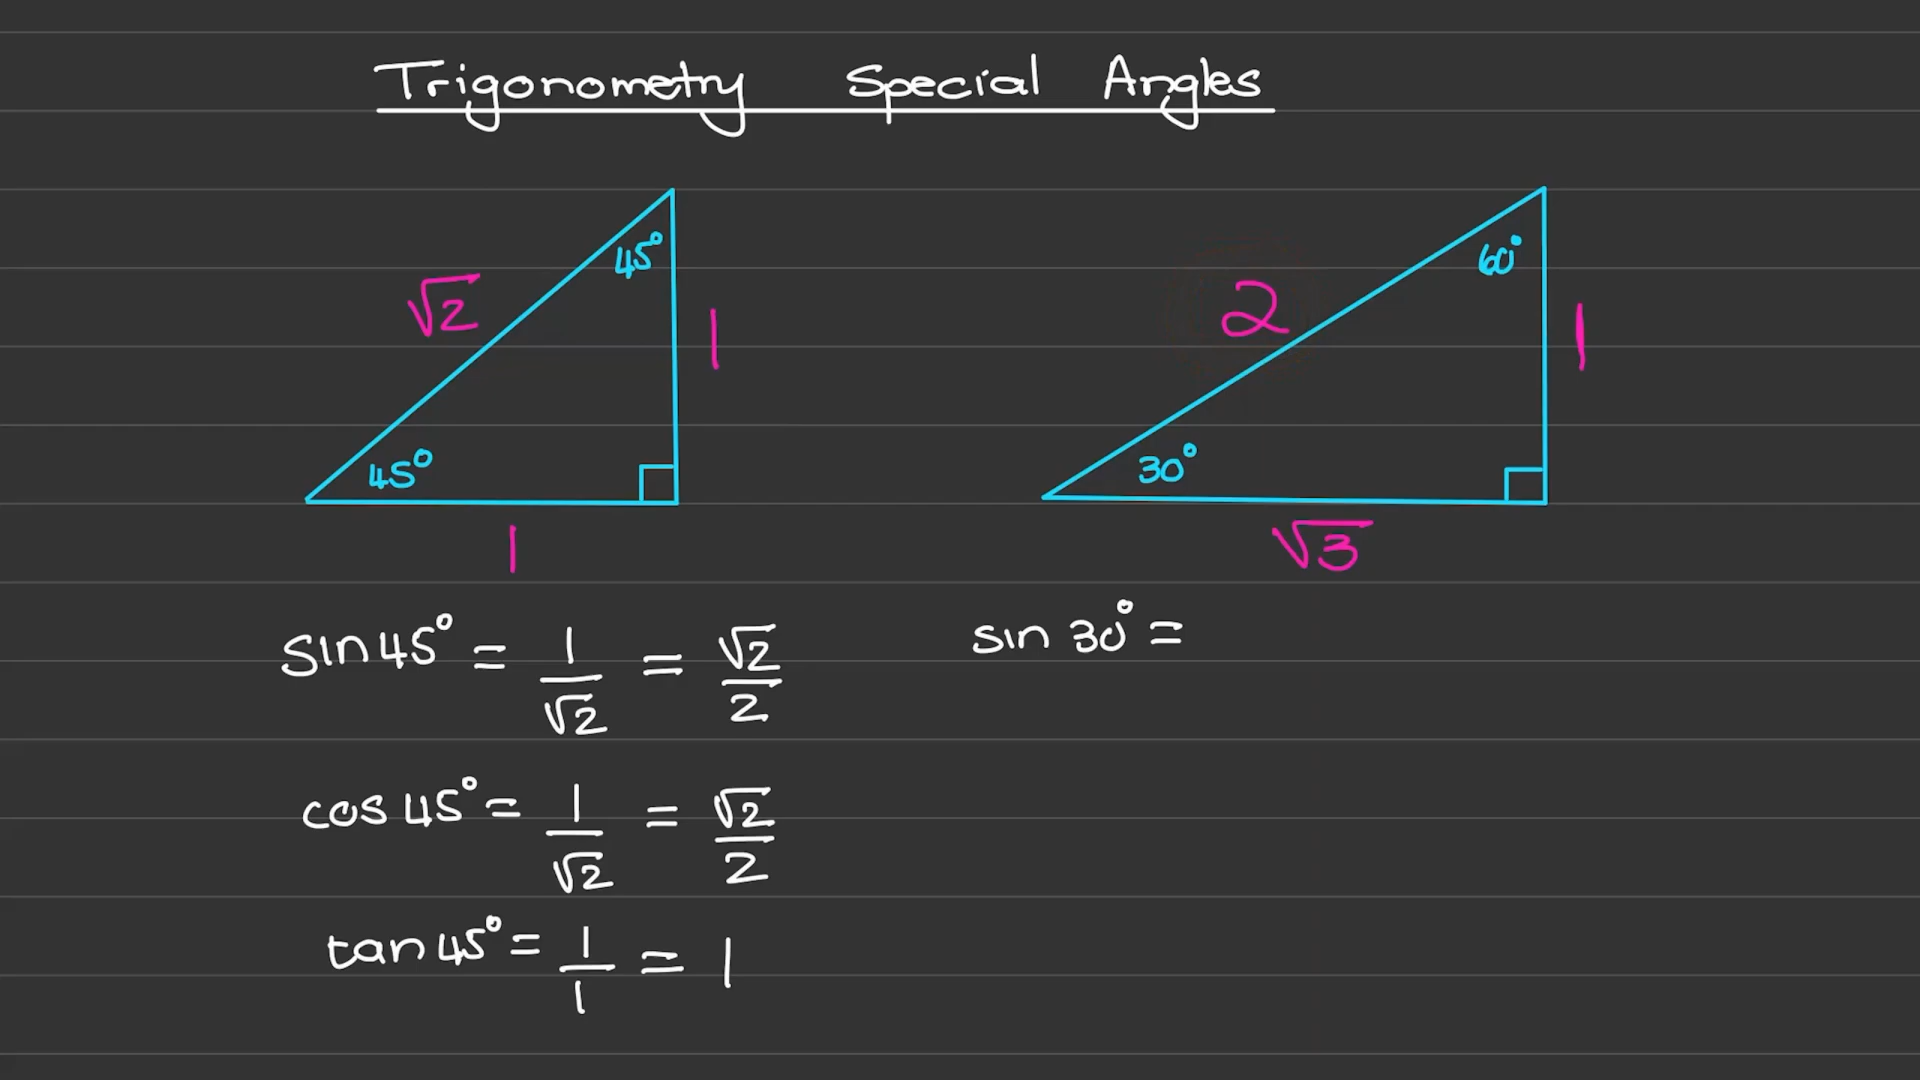 Trigonometry Special Angles
45° 60°
√2 1 2 1
45° 30°
1 √3
sin 45° = 1/√2 = √2/2
sin 30° =
cos 45° = 1/√2 = √2/2
tan 45° = 1/1 = 1